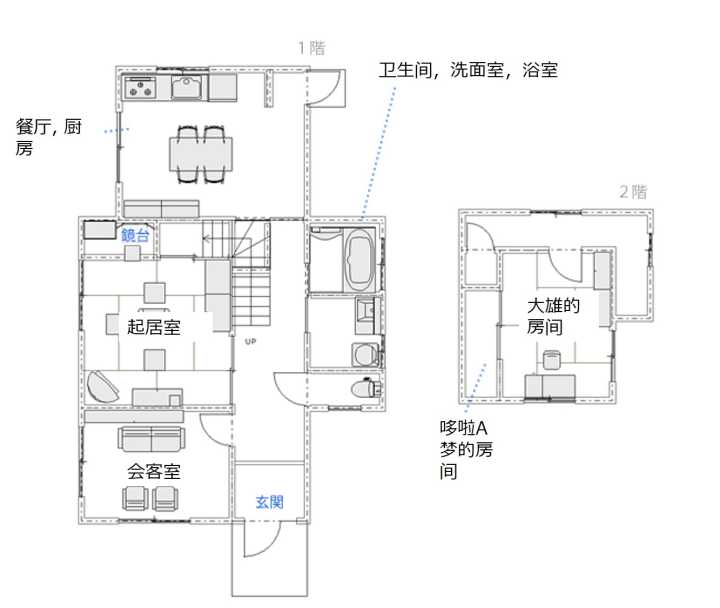 1階
卫生间，洗面室，浴室
餐厅，厨
房
2階
鏡台
大雄的
房间
起居室
UP
哆啦A
梦的房
间
会客室
玄関